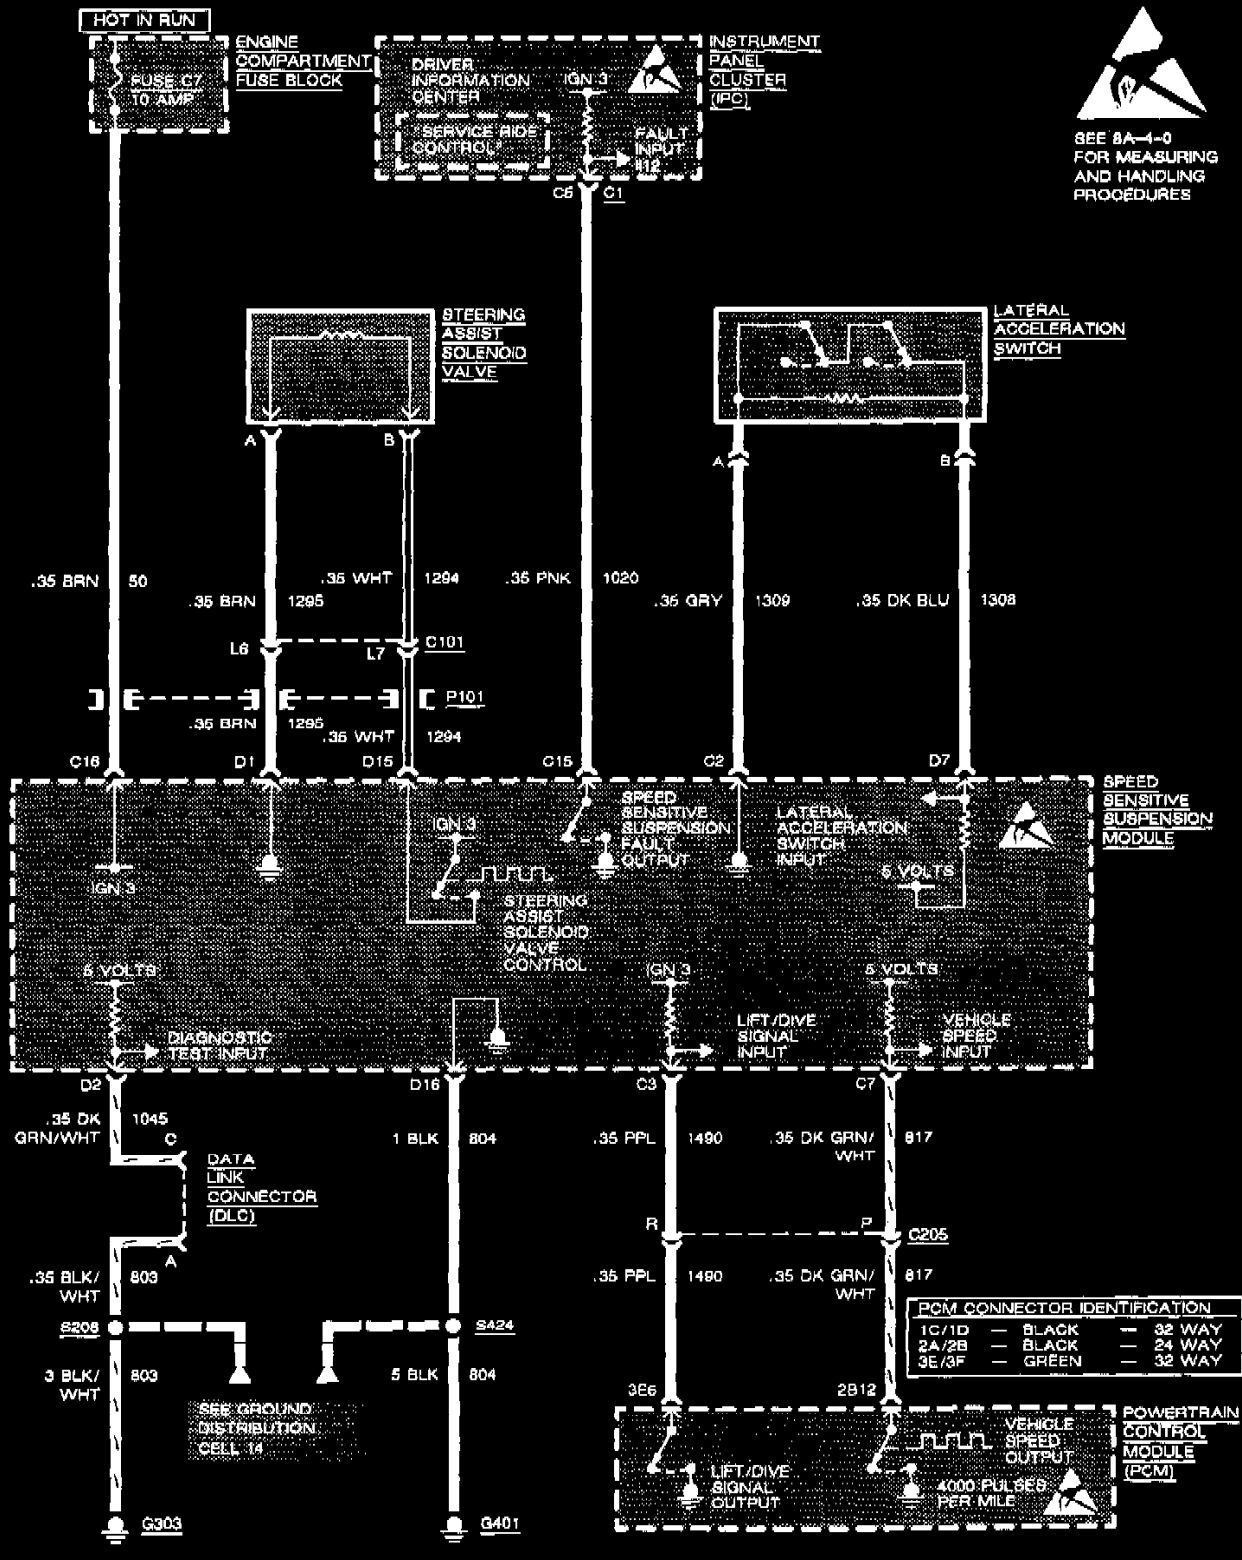 HOT IN RUN
FUSE C7
10 AMP
ENGINE
COMPARTMENT
FUSE BLOCK
DRIVER
INFORMATION
CENTER
"SERVICE RIDE
CONTROL"
IGN 3
FAULT
INPUT
I12
INSTRUMENT
PANEL
CLUSTER
(IPC)
C5
C1
SEE 8A-4-0
FOR MEASURING
AND HANDLING
PROCEDURES
STEERING
ASSIST
SOLENOID
VALVE
A
B
LATERAL
ACCELERATION
SWITCH
A
B
.35 BRN
50
.35 BRN
1295
.35 WHT
1294
.35 PNK
1020
.35 GRY
1309
.35 DK BLU
1308
L6
L7
C101
P101
.35 BRN
1295
.35 WHT
1294
C16
D1
D15
C15
C2
D7
SPEED
SENSITIVE
SUSPENSION
MODULE
IGN 3
IGN 3
STEERING
ASSIST
SOLENOID
VALVE
CONTROL
SPEED
SENSITIVE
SUSPENSION
FAULT
OUTPUT
LATERAL
ACCELERATION
SWITCH
INPUT
5 VOLTS
5 VOLTS
DIAGNOSTIC
TEST INPUT
IGN 3
LIFT/DIVE
SIGNAL
INPUT
5 VOLTS
VEHICLE
SPEED
INPUT
D2
D16
C3
C7
.35 DK
GRN/WHT
1045
C
DATA
LINK
CONNECTOR
(DLC)
A
1 BLK
804
.35 PPL
1490
.35 DK GRN/
WHT
817
R
P
C205
.35 BLK/
WHT
803
.35 PPL
1490
.35 DK GRN/
WHT
817
S208
S424
3 BLK/
WHT
803
5 BLK
804
SEE GROUND
DISTRIBUTION
CELL 14
G303
G401
PCM CONNECTOR IDENTIFICATION
1C/1D — BLACK — 32 WAY
2A/2B — BLACK — 24 WAY
3E/3F — GREEN — 32 WAY
3E6
2B12
LIFT/DIVE
SIGNAL
OUTPUT
VEHICLE
SPEED
OUTPUT
4000 PULSES
PER MILE
POWERTRAIN
CONTROL
MODULE
(PCM)